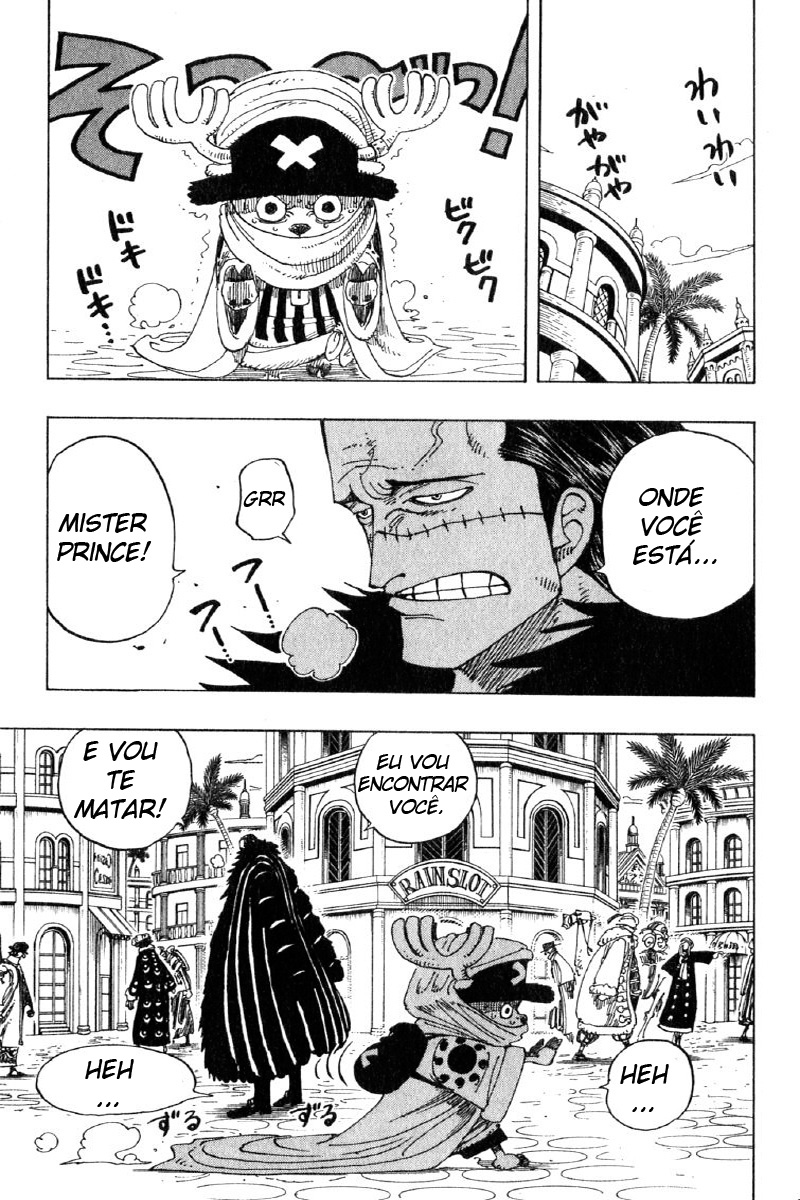 わい
わい
がや
がや
そ〜〜っ!
ビク
ビク
ドキ
ドキ…
ONDE
VOCÊ
ESTÁ...
GRR
フー
フー
MISTER
PRINCE!
EU VOU
ENCONTRAR
VOCÊ.
E VOU
TE
MATAR!
RAINSLOT
HEH
...
HEH
...
ずる
ずる